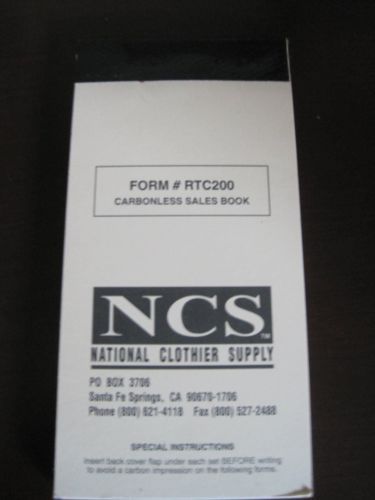 FORM # RTC200
CARBONLESS SALES BOOK
NCS™
NATIONAL CLOTHIER SUPPLY
PO BOX 3706
Santa Fe Springs, CA 90670-1706
Phone (800) 621-4118 Fax (800) 527-2488
SPECIAL INSTRUCTIONS
Insert back cover flap under each set BEFORE writing
to avoid a carbon impression on the following forms.